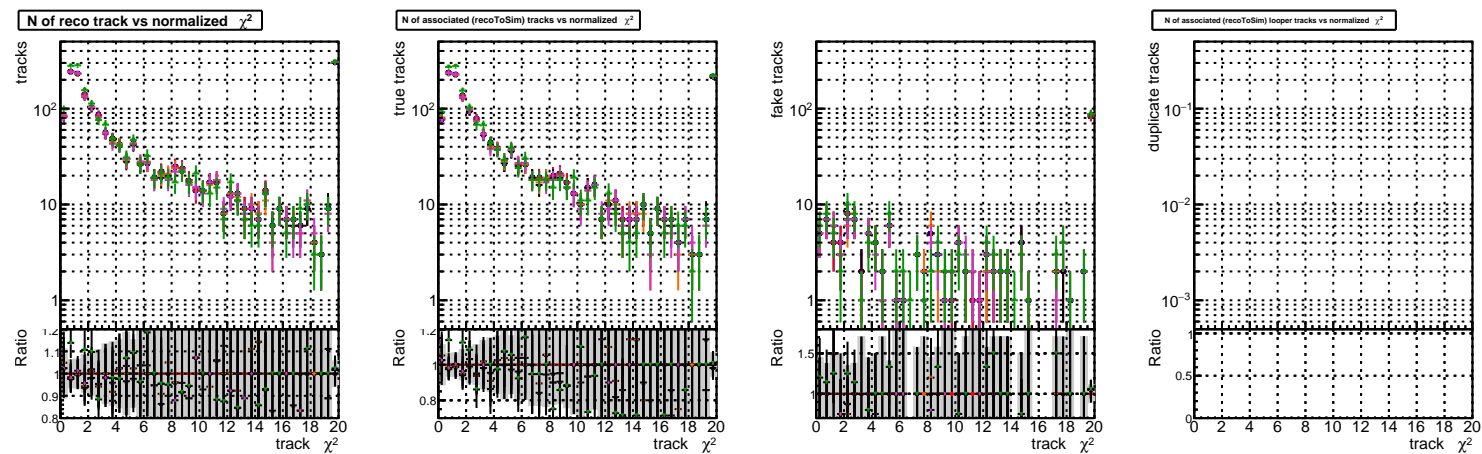 N of reco track vs normalized χ²
tracks
10²
10
1
Ratio
1.2
1.1
1
0.9
0.8
0 2 4 6 8 10 12 14 16 18 20
track χ²
N of associated (recoToSim) tracks vs normalized χ²
true tracks
10²
10
1
Ratio
1.2
1
0.8
0 2 4 6 8 10 12 14 16 18 20
track χ²
fake tracks
10²
10
1
Ratio
1.5
1
0 2 4 6 8 10 12 14 16 18 20
track χ²
N of associated (recoToSim) looper tracks vs normalized χ²
duplicate tracks
10⁻¹
10⁻²
10⁻³
Ratio
1
0.5
0
0 2 4 6 8 10 12 14 16 18 20
track χ²